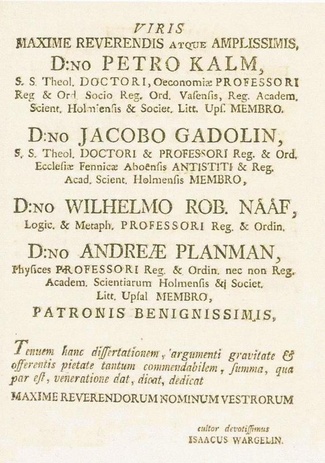 VIRIS
MAXIME REVERENDIS ATQUE AMPLISSIMIS,
D:NO PETRO KALM,
S. S. Theol. DOCTORI, Oeconomiæ PROFESSORI
Reg & Ord. Socio Reg. Ord. Vasensis, Reg. Academ.
Scient. Holmiensis & Societ. Litt. Upſ. MEMBRO.
D:NO JACOBO GADOLIN,
S. S. Theol. DOCTORI & PROFESSORI Reg. & Ord.
Eccleſiæ Fennicæ Aboënſis ANTISTITI & Reg.
Acad. Scient. Holmensis MEMBRO,
D:NO WILHELMO ROB. NÄÄF,
Logic. & Metaph. PROFESSORI Reg. & Ordin.
D:NO ANDREÆ PLANMAN,
Phyſices PROFESSORI Reg. & Ordin. nec non Reg.
Academ. Scientiarum Holmensis & Societ.
Litt. Upſal MEMBRO,
PATRONIS BENIGNISSIMIS,
Tenuem hanc diſſertationem, argumenti gravitate &
offerentis pietate tantum commendabilem, ſumma, qua
par eſt, veneratione dat, dicat, dedicat
MAXIME REVERENDORUM NOMINUM VESTRORUM
cultor devotiſſimus
ISAACUS WARGELIN.